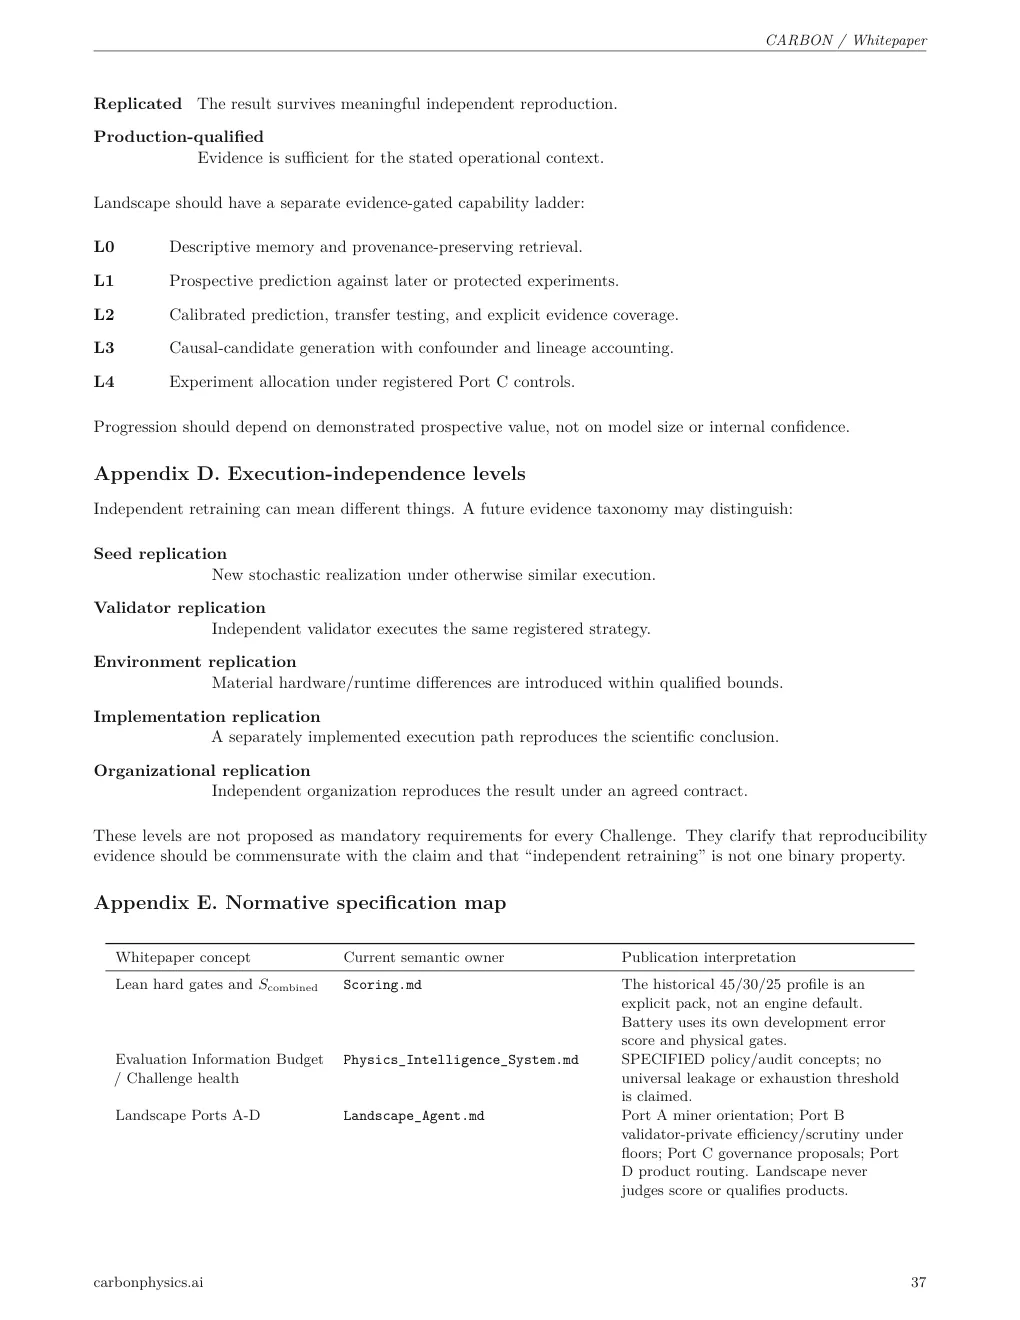 CARBON / Whitepaper
Replicated The result survives meaningful independent reproduction.
Production-qualified
Evidence is sufficient for the stated operational context.
Landscape should have a separate evidence-gated capability ladder:
L0 Descriptive memory and provenance-preserving retrieval.
L1 Prospective prediction against later or protected experiments.
L2 Calibrated prediction, transfer testing, and explicit evidence coverage.
L3 Causal-candidate generation with confounder and lineage accounting.
L4 Experiment allocation under registered Port C controls.
Progression should depend on demonstrated prospective value, not on model size or internal confidence.
Appendix D. Execution-independence levels
Independent retraining can mean different things. A future evidence taxonomy may distinguish:
Seed replication
New stochastic realization under otherwise similar execution.
Validator replication
Independent validator executes the same registered strategy.
Environment replication
Material hardware/runtime differences are introduced within qualified bounds.
Implementation replication
A separately implemented execution path reproduces the scientific conclusion.
Organizational replication
Independent organization reproduces the result under an agreed contract.
These levels are not proposed as mandatory requirements for every Challenge. They clarify that reproducibility
evidence should be commensurate with the claim and that “independent retraining” is not one binary property.
Appendix E. Normative specification map
Whitepaper concept Current semantic owner Publication interpretation
Lean hard gates and Scombined Scoring.md The historical 45/30/25 profile is an
explicit pack, not an engine default.
Battery uses its own development error
score and physical gates.
Evaluation Information Budget Physics_Intelligence_System.md SPECIFIED policy/audit concepts; no
/ Challenge health universal leakage or exhaustion threshold
is claimed.
Landscape Ports A-D Landscape_Agent.md Port A miner orientation; Port B
validator-private efficiency/scrutiny under
floors; Port C governance proposals; Port
D product routing. Landscape never
judges score or qualifies products.
carbonphysics.ai 37